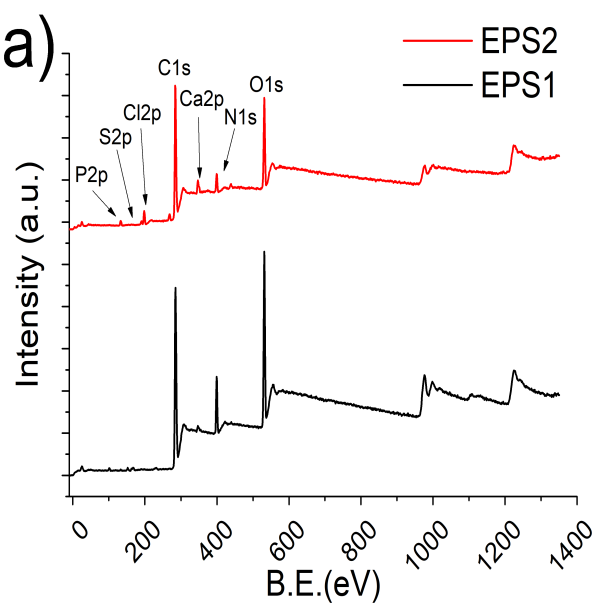 a)
EPS2
EPS1
C1s
O1s
Ca2p
Cl2p
N1s
S2p
P2p
Intensity (a.u.)
0 200 400 600 800 1000 1200 1400
B.E.(eV)